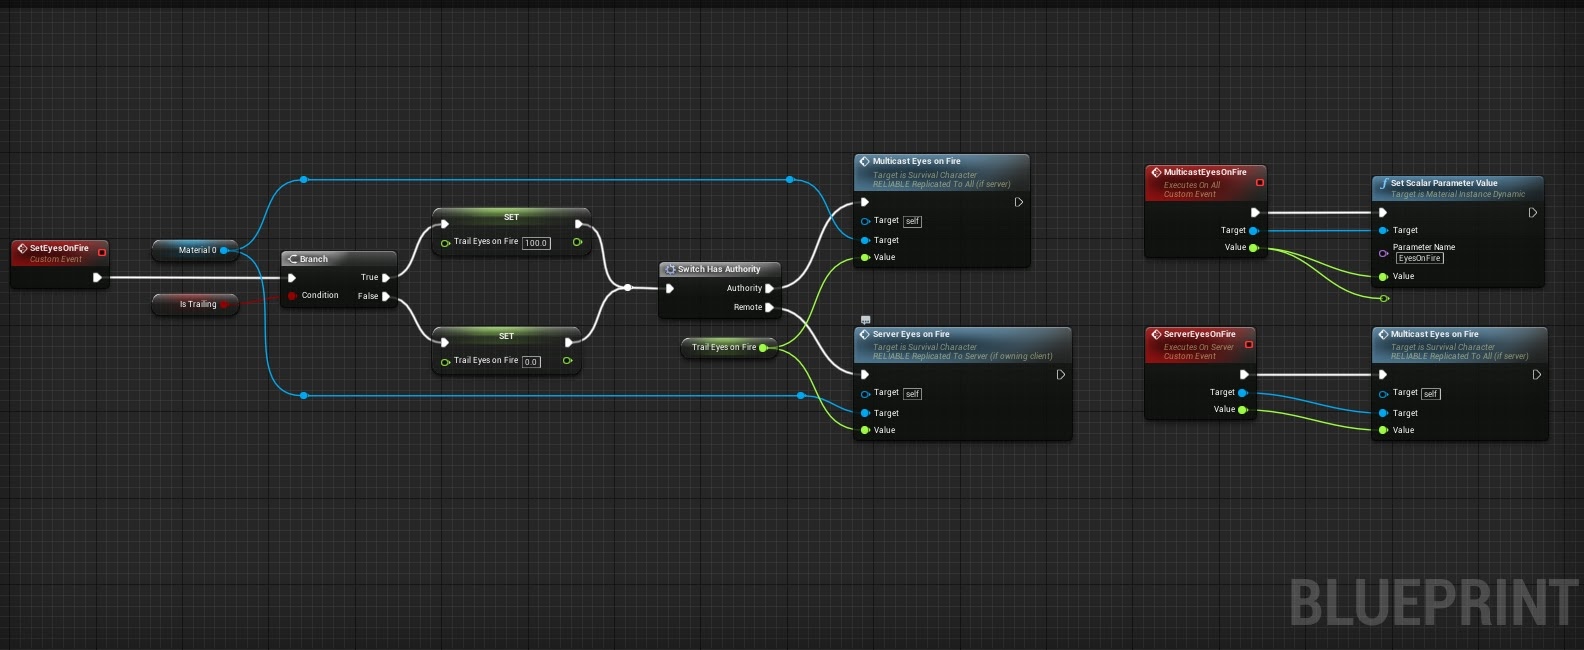 SetEyesOnFire
Custom Event
Material 0
Is Trailing
Branch
True
Condition
False
SET
Trail Eyes on Fire 100.0
SET
Trail Eyes on Fire 0.0
Switch Has Authority
Authority
Remote
Trail Eyes on Fire
Multicast Eyes on Fire
Target is Survival Character
RELIABLE Replicated To All (if server)
Target self
Target
Value
Server Eyes on Fire
Target is Survival Character
RELIABLE Replicated To Server (if owning client)
Target self
Target
Value
MulticastEyesOnFire
Executes On All
Custom Event
Target
Value
Set Scalar Parameter Value
Target is Material Instance Dynamic
Target
Parameter Name
EyesOnFire
Value
ServerEyesOnFire
Executes On Server
Custom Event
Target
Value
Multicast Eyes on Fire
Target is Survival Character
RELIABLE Replicated To All (if server)
Target self
Target
Value
BLUEPRINT